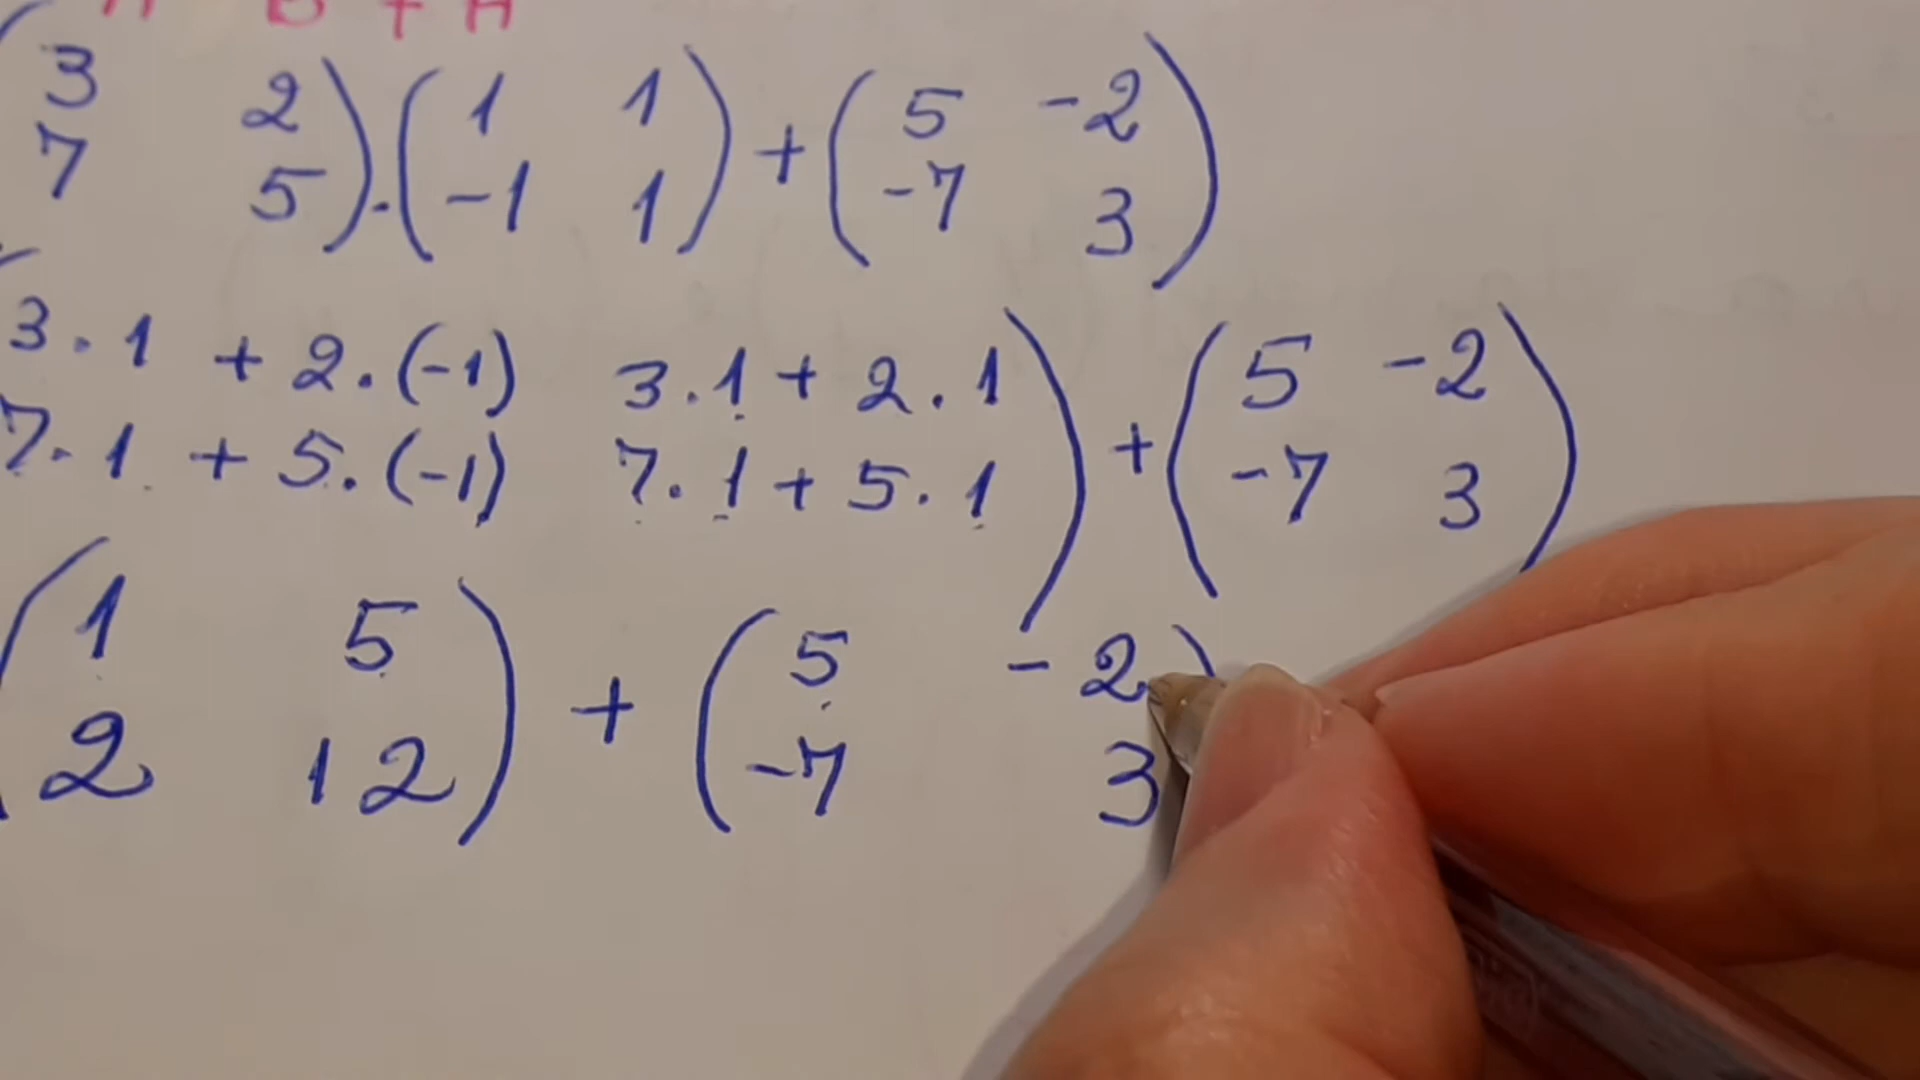 B + A
3 2 ) . ( 1 1 ) + ( 5 -2 )
7 5 -1 1 -7 3
3 . 1 + 2 . (-1) 3 . 1 + 2 . 1 ) + ( 5 -2 )
7 . 1 + 5 . (-1) 7 . 1 + 5 . 1 -7 3
( 1 5 ) + ( 5 - 2 )
2 12 -7 3